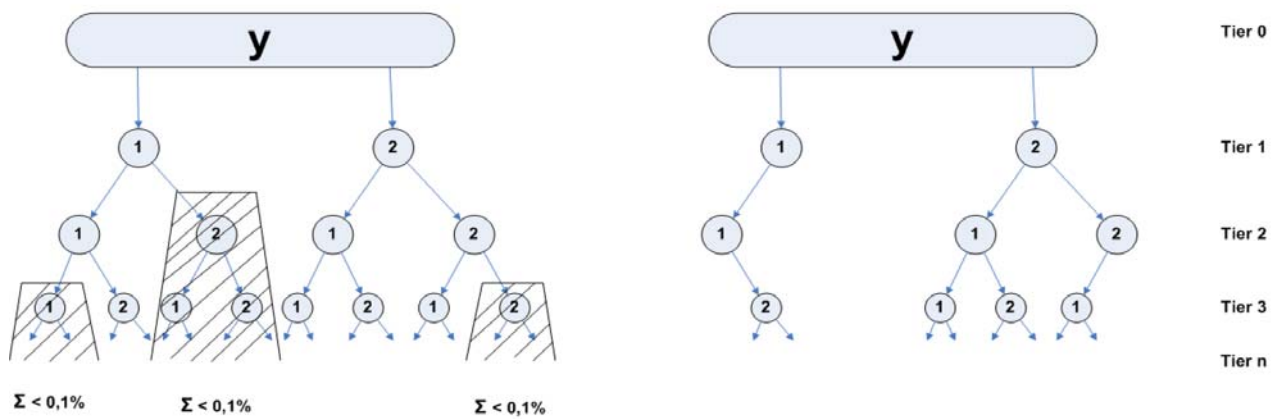 y y Tier 0
1 2 1 2 Tier 1
1 2 1 2 1 1 2 Tier 2
1 2 1 2 1 2 1 2 2 1 2 1 Tier 3
Tier n
Σ < 0,1% Σ < 0,1% Σ < 0,1%